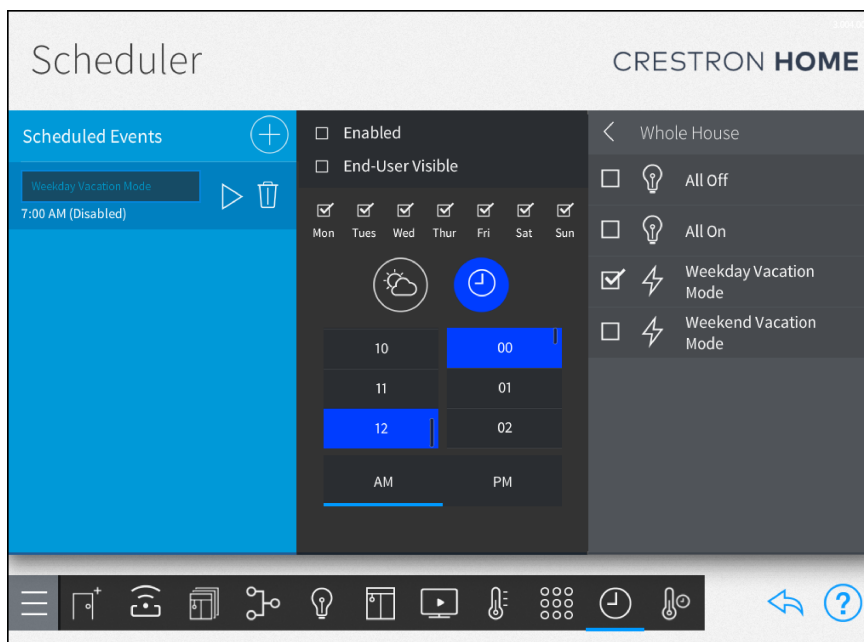 Scheduler
CRESTRON HOME
Scheduled Events
Weekday Vacation Mode
7:00 AM (Disabled)
Enabled
End-User Visible
Mon Tues Wed Thur Fri Sat Sun
10 00
11 01
12 02
AM PM
Whole House
All Off
All On
Weekday Vacation
Mode
Weekend Vacation
Mode
?